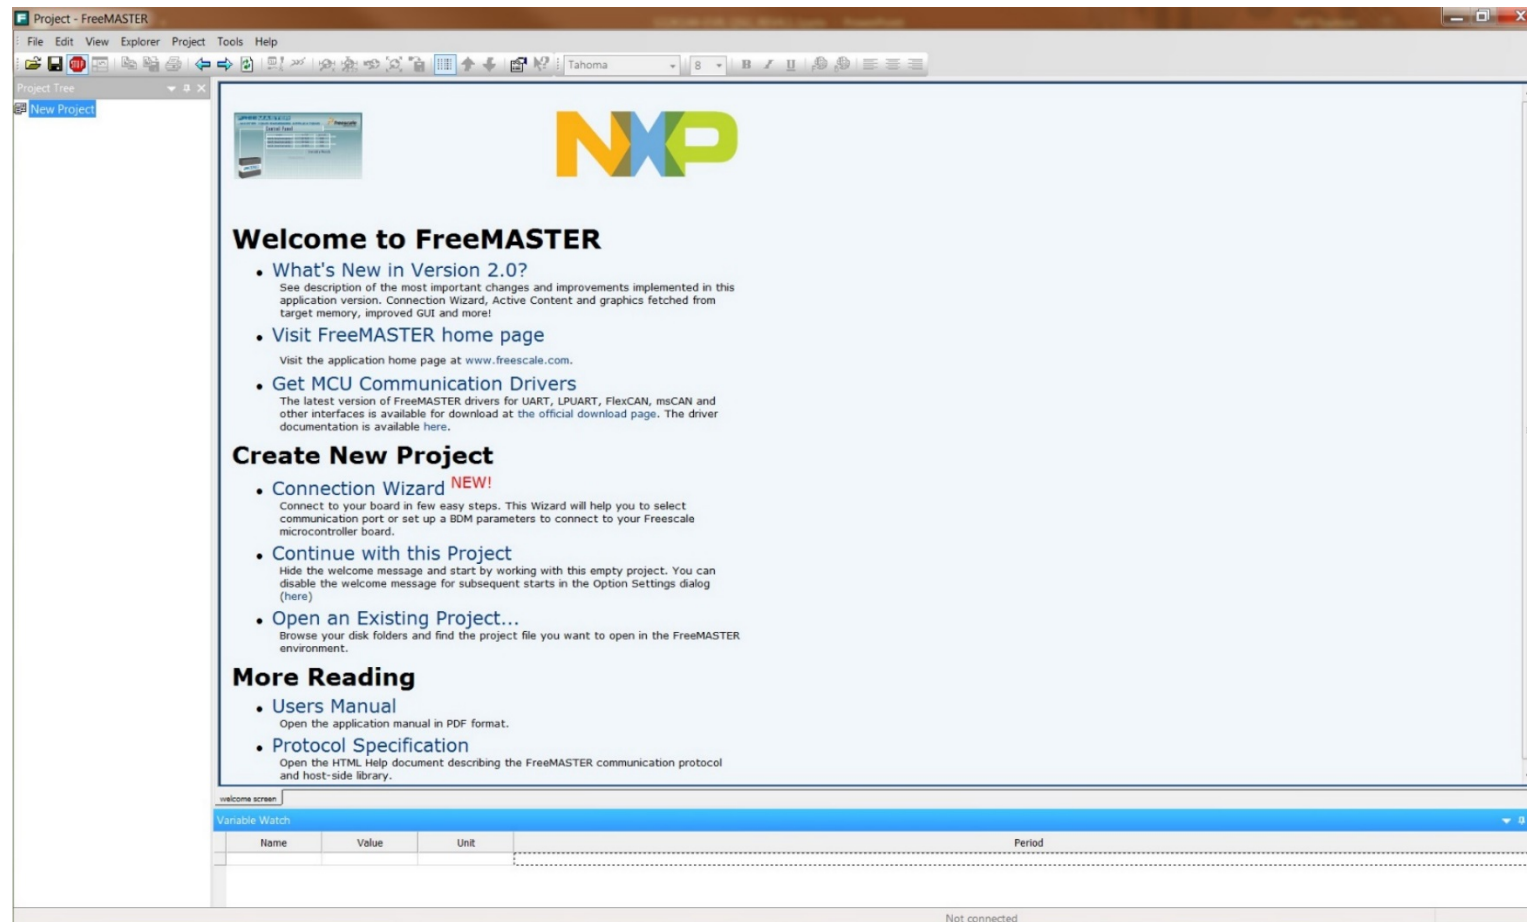 Project - FreeMASTER
File Edit View Explorer Project Tools Help
Tahoma 8 B I U
Project Tree
New Project
NXP
Welcome to FreeMASTER
• What's New in Version 2.0?
See description of the most important changes and improvements implemented in this
application version. Connection Wizard, Active Content and graphics fetched from
target memory, improved GUI and more!
• Visit FreeMASTER home page
Visit the application home page at www.freescale.com.
• Get MCU Communication Drivers
The latest version of FreeMASTER drivers for UART, LPUART, FlexCAN, msCAN and
other interfaces is available for download at the official download page. The driver
documentation is available here.
Create New Project
• Connection Wizard NEW!
Connect to your board in few easy steps. This Wizard will help you to select
communication port or set up a BDM parameters to connect to your Freescale
microcontroller board.
• Continue with this Project
Hide the welcome message and start by working with this empty project. You can
disable the welcome message for subsequent starts in the Option Settings dialog
(here)
• Open an Existing Project...
Browse your disk folders and find the project file you want to open in the FreeMASTER
environment.
More Reading
• Users Manual
Open the application manual in PDF format.
• Protocol Specification
Open the HTML Help document describing the FreeMASTER communication protocol
and host-side library.
welcome screen
Variable Watch
Name Value Unit Period
Not connected